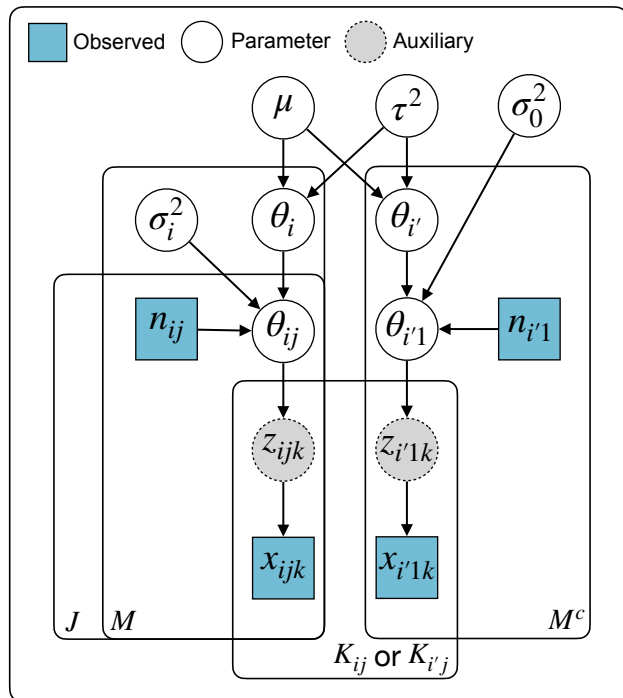 Observed Parameter Auxiliary
μ τ² σ₀²
σᵢ² θᵢ θᵢ′
nᵢⱼ θᵢⱼ θᵢ′₁ nᵢ′₁
zᵢⱼₖ zᵢ′₁ₖ
xᵢⱼₖ xᵢ′₁ₖ
J M Mᶜ
Kᵢⱼ or Kᵢ′ⱼ